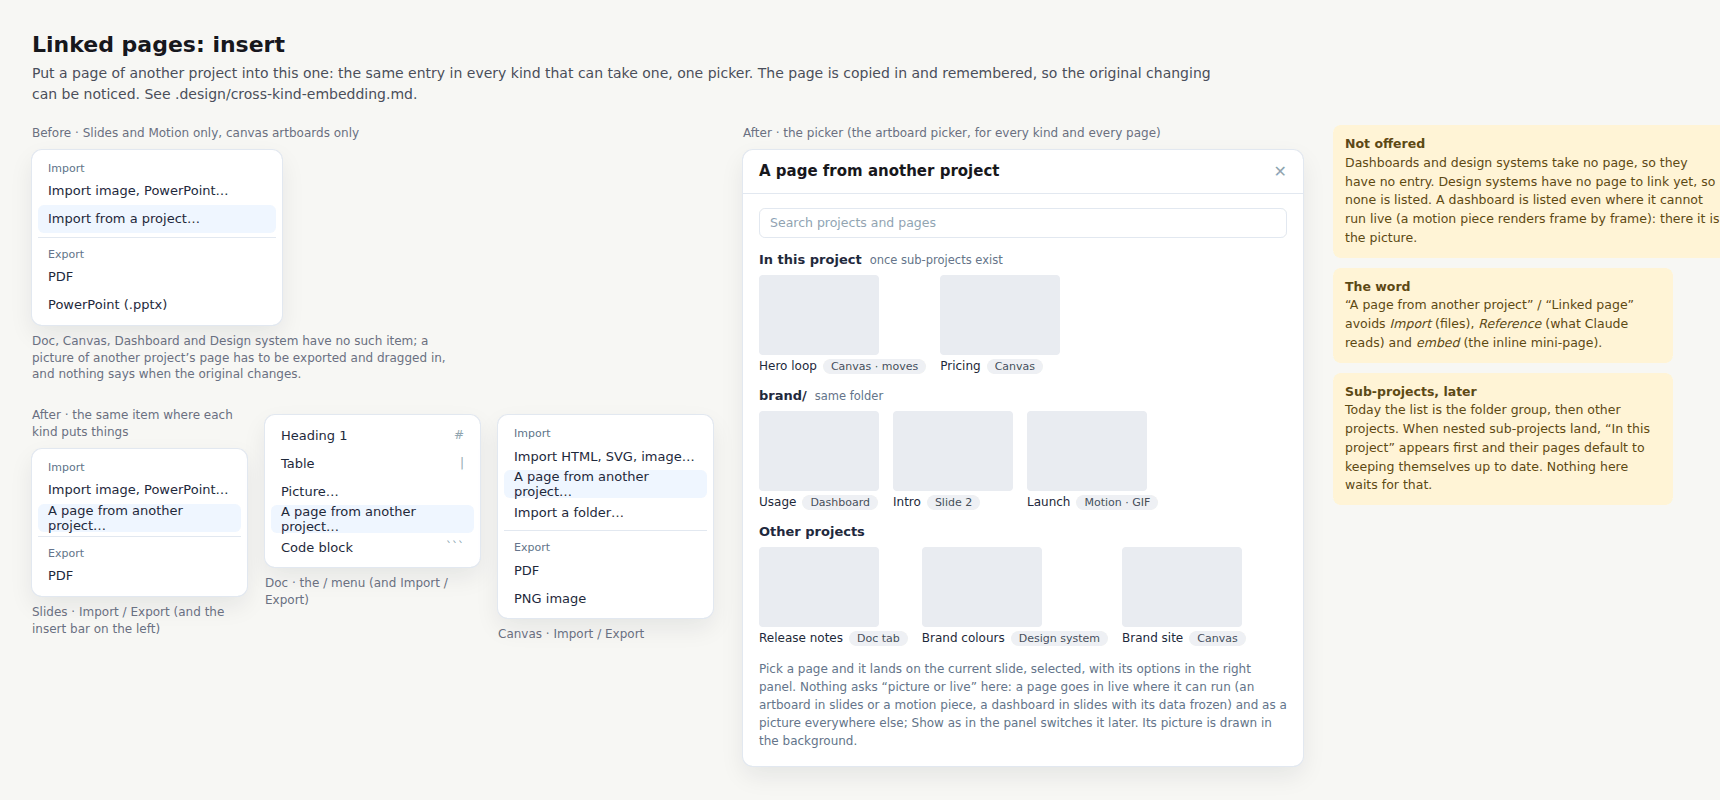 Linked pages: insert
Put a page of another project into this one: the same entry in every kind that can take one, one picker. The page is copied in and remembered, so the original changing
can be noticed. See .design/cross-kind-embedding.md.
Before · Slides and Motion only, canvas artboards only
Import
Import image, PowerPoint…
Import from a project…
Export
PDF
PowerPoint (.pptx)
Doc, Canvas, Dashboard and Design system have no such item; a
picture of another project’s page has to be exported and dragged in,
and nothing says when the original changes.
After · the same item where each
kind puts things
Import
Import image, PowerPoint…
A page from another
project…
Export
PDF
Slides · Import / Export (and the
insert bar on the left)
Heading 1 #
Table |
Picture…
A page from another
project…
Code block ```
Doc · the / menu (and Import /
Export)
Import
Import HTML, SVG, image…
A page from another
project…
Import a folder…
Export
PDF
PNG image
Canvas · Import / Export
After · the picker (the artboard picker, for every kind and every page)
A page from another project ✕
Search projects and pages
In this project once sub-projects exist
Hero loop Canvas · moves Pricing Canvas
brand/ same folder
Usage Dashboard Intro Slide 2 Launch Motion · GIF
Other projects
Release notes Doc tab Brand colours Design system Brand site Canvas
Pick a page and it lands on the current slide, selected, with its options in the right
panel. Nothing asks “picture or live” here: a page goes in live where it can run (an
artboard in slides or a motion piece, a dashboard in slides with its data frozen) and as a
picture everywhere else; Show as in the panel switches it later. Its picture is drawn in
the background.
Not offered
Dashboards and design systems take no page, so they
have no entry. Design systems have no page to link yet, so
none is listed. A dashboard is listed even where it cannot
run live (a motion piece renders frame by frame): there it is
the picture.
The word
“A page from another project” / “Linked page”
avoids Import (files), Reference (what Claude
reads) and embed (the inline mini-page).
Sub-projects, later
Today the list is the folder group, then other
projects. When nested sub-projects land, “In this
project” appears first and their pages default to
keeping themselves up to date. Nothing here
waits for that.